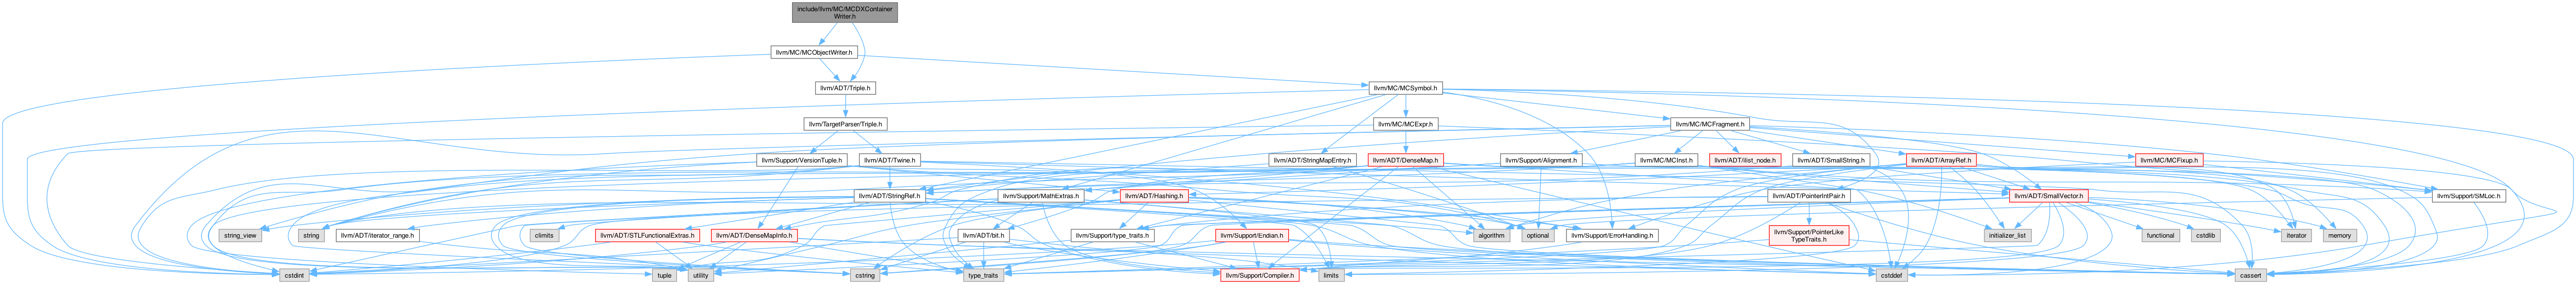 include/llvm/MC/MCDXContainer
Writer.h
llvm/MC/MCObjectWriter.h
llvm/ADT/Triple.h
llvm/MC/MCSymbol.h
llvm/TargetParser/Triple.h
llvm/MC/MCExpr.h
llvm/MC/MCFragment.h
llvm/Support/VersionTuple.h
llvm/ADT/Twine.h
llvm/ADT/StringMapEntry.h
llvm/ADT/DenseMap.h
llvm/Support/Alignment.h
llvm/MC/MCInst.h
llvm/ADT/ilist_node.h
llvm/ADT/SmallString.h
llvm/ADT/ArrayRef.h
llvm/MC/MCFixup.h
llvm/ADT/StringRef.h
llvm/Support/MathExtras.h
llvm/ADT/Hashing.h
llvm/ADT/PointerIntPair.h
llvm/ADT/SmallVector.h
llvm/Support/SMLoc.h
string_view
string
llvm/ADT/iterator_range.h
climits
llvm/ADT/STLFunctionalExtras.h
llvm/ADT/DenseMapInfo.h
llvm/ADT/bit.h
llvm/Support/type_traits.h
llvm/Support/Endian.h
algorithm
optional
llvm/Support/ErrorHandling.h
llvm/Support/PointerLike
TypeTraits.h
initializer_list
functional
cstdlib
iterator
memory
cstdint
tuple
utility
cstring
type_traits
llvm/Support/Compiler.h
limits
cstddef
cassert